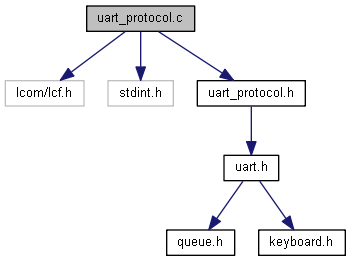 uart_protocol.c
lcom/lcf.h
stdint.h
uart_protocol.h
uart.h
queue.h
keyboard.h